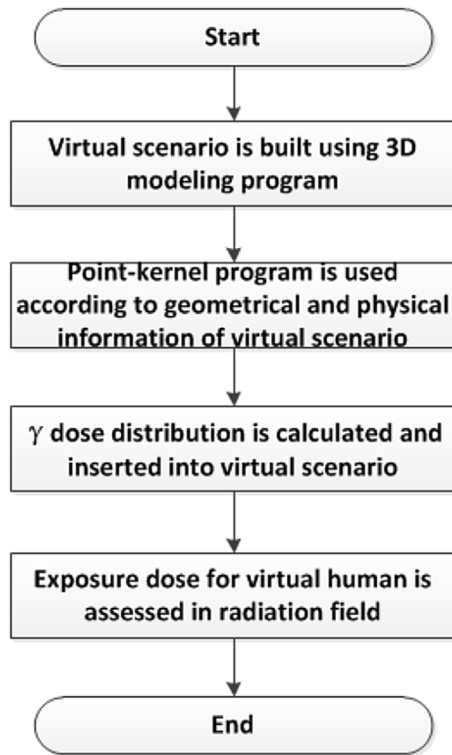 Start
Virtual scenario is built using 3D
modeling program
Point-kernel program is used
according to geometrical and physical
information of virtual scenario
γ dose distribution is calculated and
inserted into virtual scenario
Exposure dose for virtual human is
assessed in radiation field
End